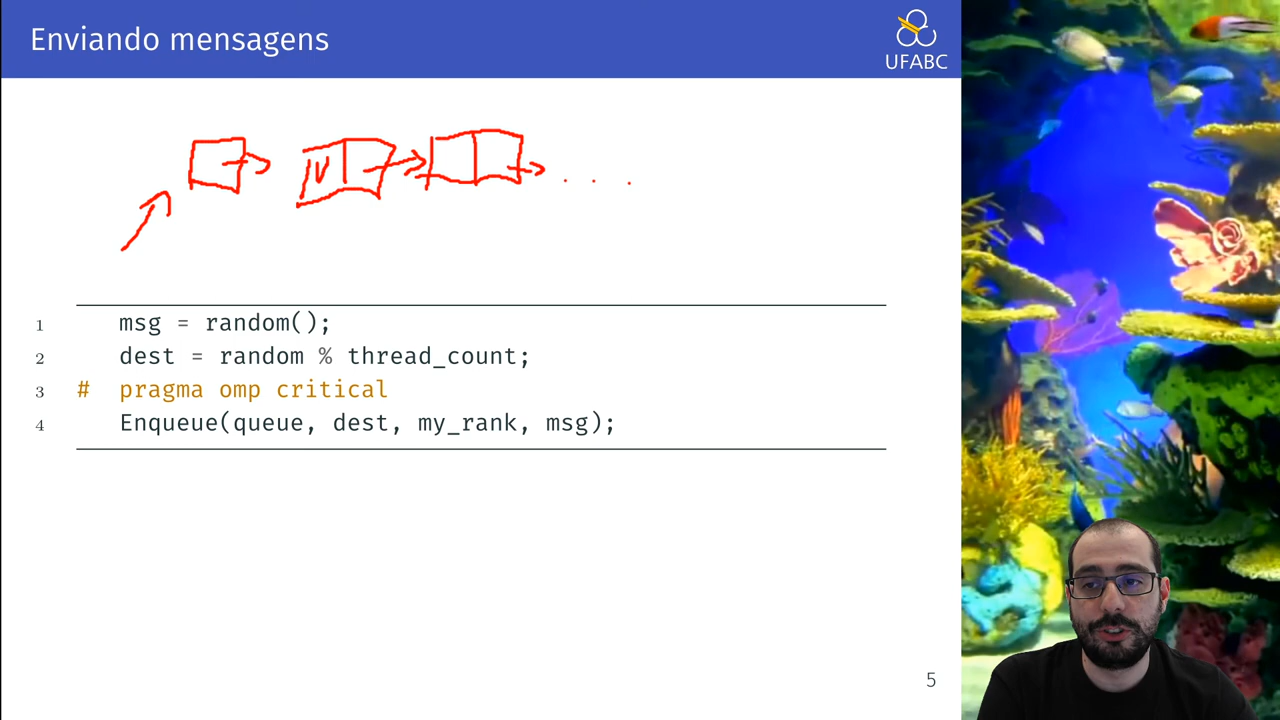 Enviando mensagens
UFABC
1 msg = random();
2 dest = random % thread_count;
3 # pragma omp critical
4 Enqueue(queue, dest, my_rank, msg);
5